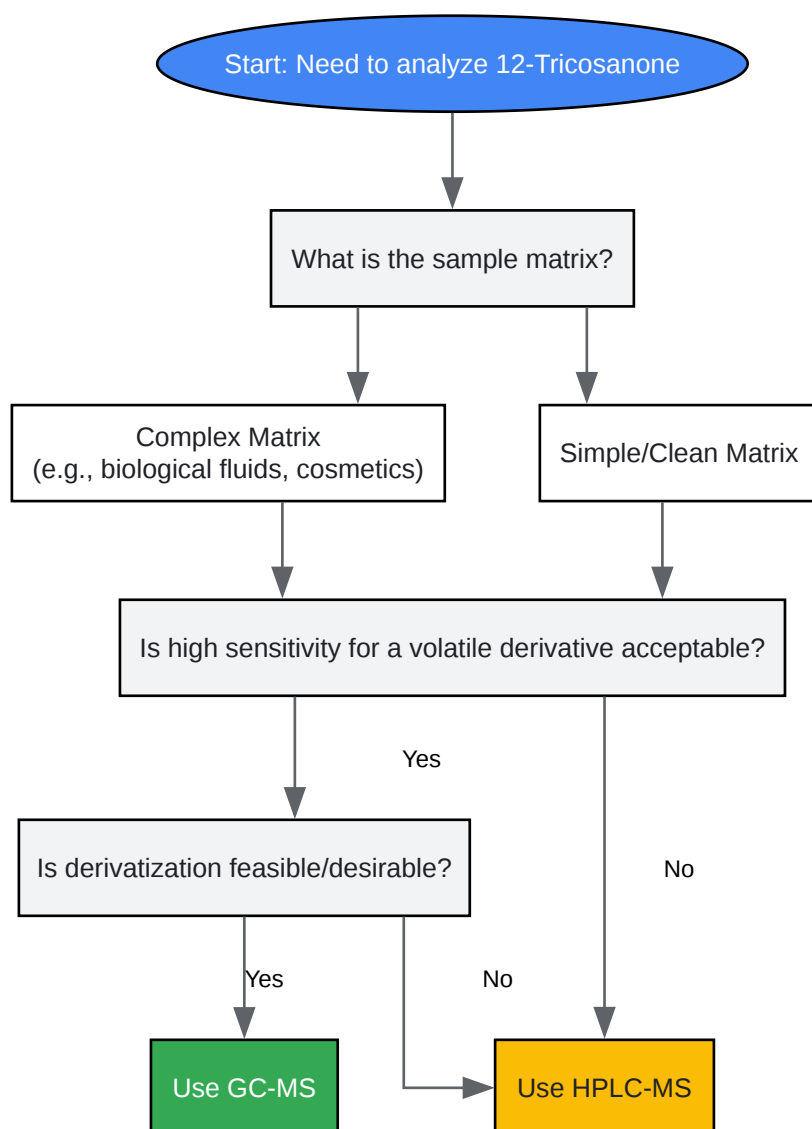 Start: Need to analyze 12-Tricosanone
What is the sample matrix?
Complex Matrix
(e.g., biological fluids, cosmetics)
Simple/Clean Matrix
Is high sensitivity for a volatile derivative acceptable?
Yes
Is derivatization feasible/desirable?
No
Yes
No
Use GC-MS
Use HPLC-MS